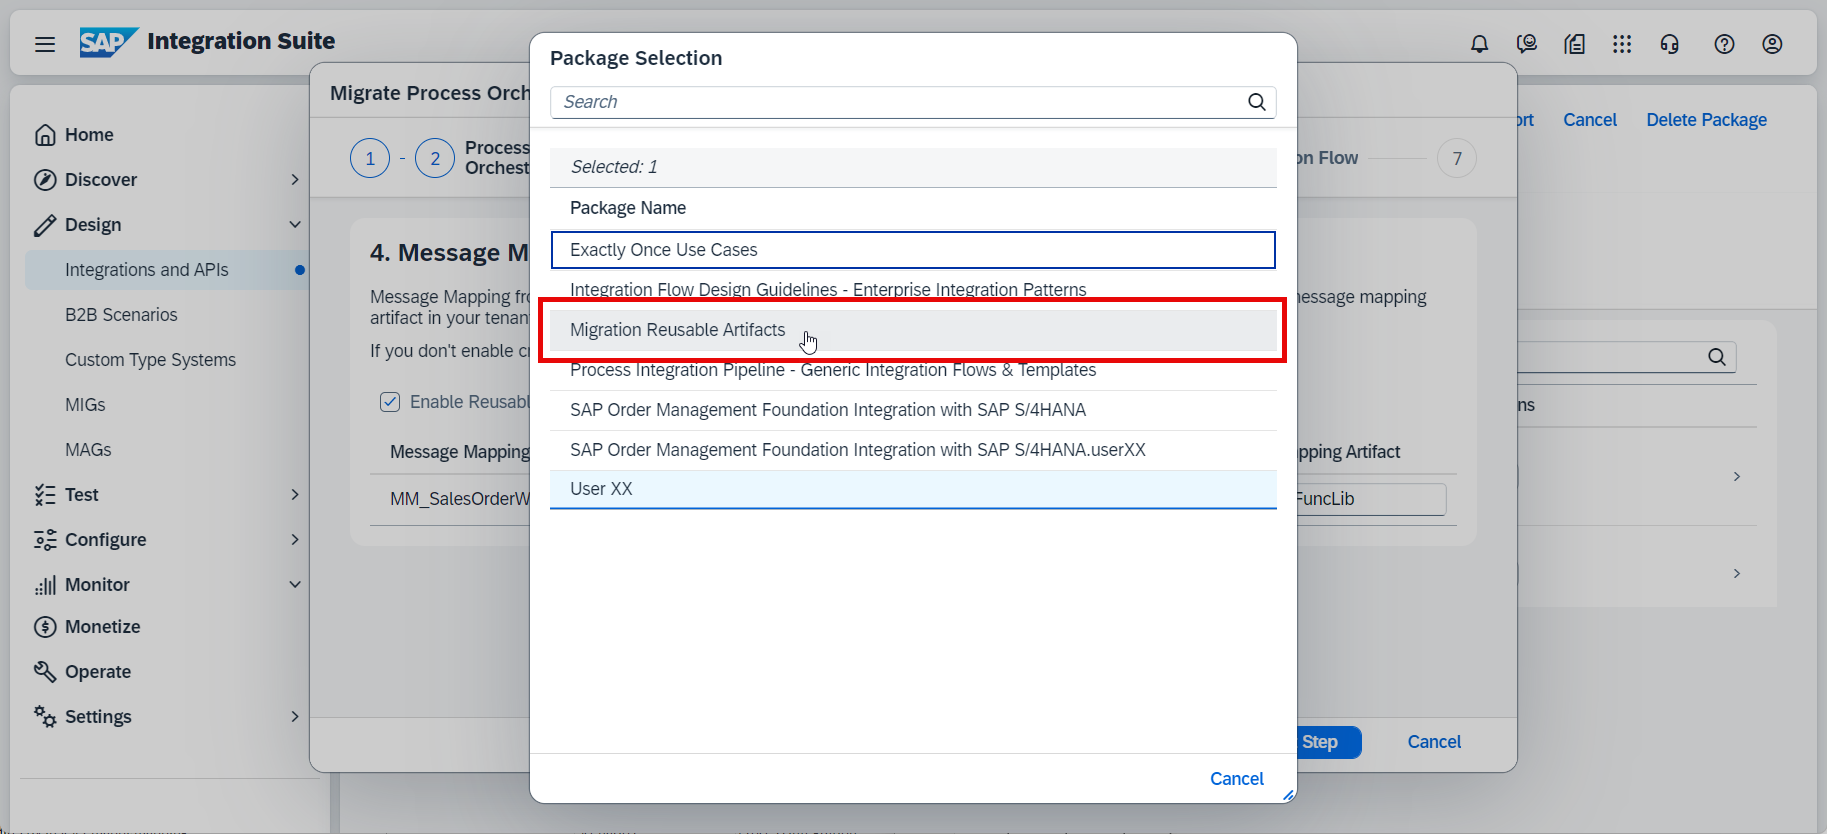 SAP Integration Suite
Home
Discover
Design
Integrations and APIs
B2B Scenarios
Custom Type Systems
MIGs
MAGs
Test
Configure
Monitor
Monetize
Operate
Settings
Migrate Process Orch
1 - 2 Process
Orchest
on Flow 7
4. Message M
Message Mapping fro
essage mapping
artifact in your tenan
If you don't enable cr
Enable Reusabl
Message Mapping
pping Artifact
MM_SalesOrderW
FuncLib
Step
Cancel
ort
Cancel
Delete Package
ns
Package Selection
Search
Selected: 1
Package Name
Exactly Once Use Cases
Integration Flow Design Guidelines - Enterprise Integration Patterns
Migration Reusable Artifacts
Process Integration Pipeline - Generic Integration Flows & Templates
SAP Order Management Foundation Integration with SAP S/4HANA
SAP Order Management Foundation Integration with SAP S/4HANA.userXX
User XX
Cancel